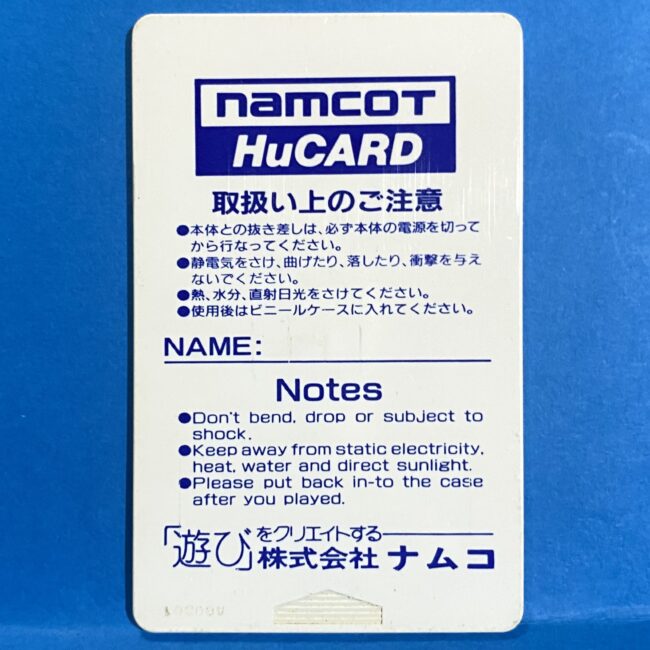 namcoT
HuCARD
取扱い上のご注意
●本体との抜き差しは、必ず本体の電源を切って
から行なってください。
●静電気をさけ、曲げたり、落したり、衝撃を与え
ないでください。
●熱、水分、直射日光をさけてください。
●使用後はビニールケースに入れてください。
NAME:
Notes
●Don't bend, drop or subject to
shock.
●Keep away from static electricity,
heat, water and direct sunlight.
●Please put back in-to the case
after you played.
「遊び」をクリエイトする
株式会社 ナムコ